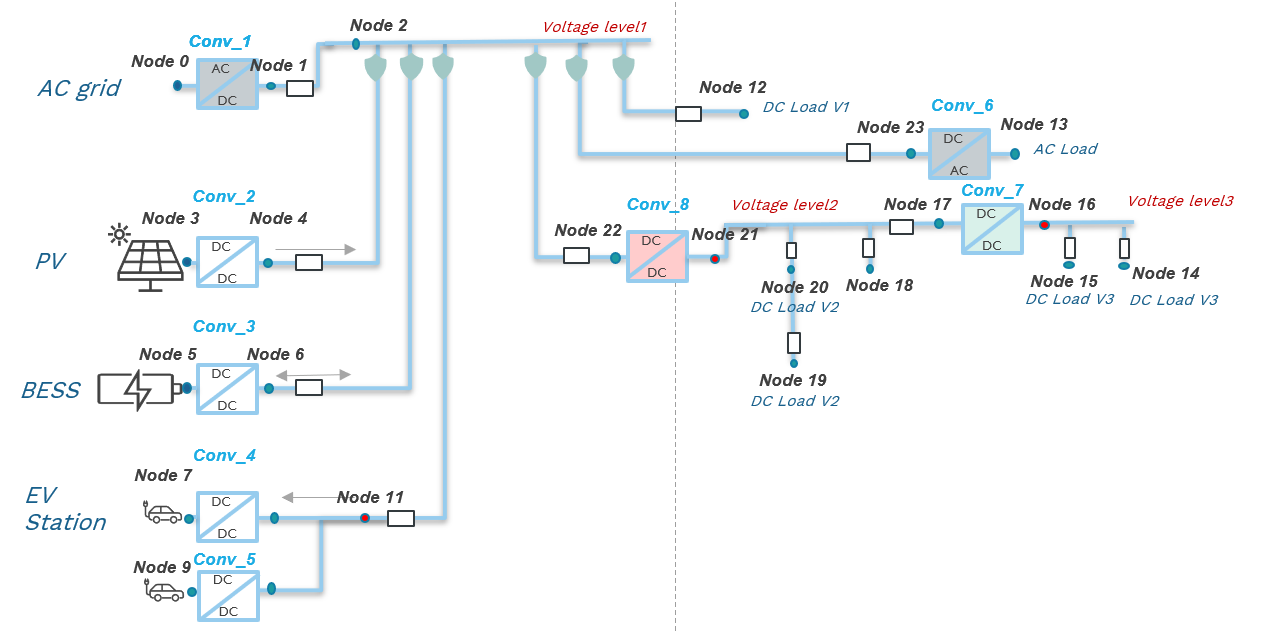 Node 2
Voltage level1
Conv_1
Node 0
Node 1
AC
DC
AC grid
Node 12
DC Load V1
Conv_6
Node 23
Node 13
DC
AC
AC Load
Conv_2
Node 3
Node 4
DC
DC
PV
Conv_8
Voltage level2
Node 22
DC
DC
Node 21
Conv_7
Node 17
DC
DC
Node 16
Voltage level3
Node 20
DC Load V2
Node 18
Node 15
DC Load V3
Node 14
DC Load V3
Conv_3
Node 5
Node 6
DC
DC
BESS
Node 19
DC Load V2
Conv_4
Node 7
DC
DC
Node 11
EV
Station
Conv_5
Node 9
DC
DC